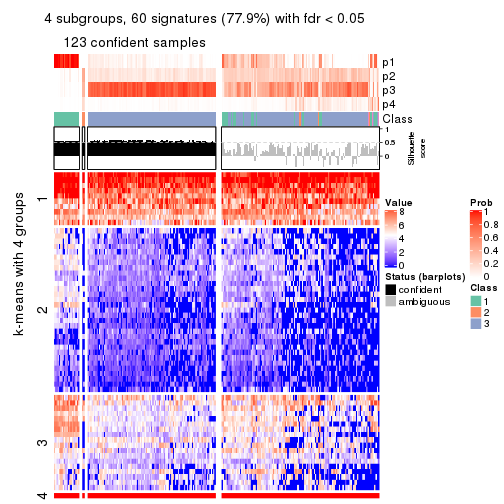 4 subgroups, 60 signatures (77.9%) with fdr < 0.05
123 confident samples
p1
p2
p3
p4
Class
1
0.5
0
Silhouette
score
k-means with 4 groups
1
2
3
4
Value
8
6
4
2
0
Status (barplots)
confident
ambiguous
Prob
1
0.8
0.6
0.4
0.2
0
Class
1
2
3